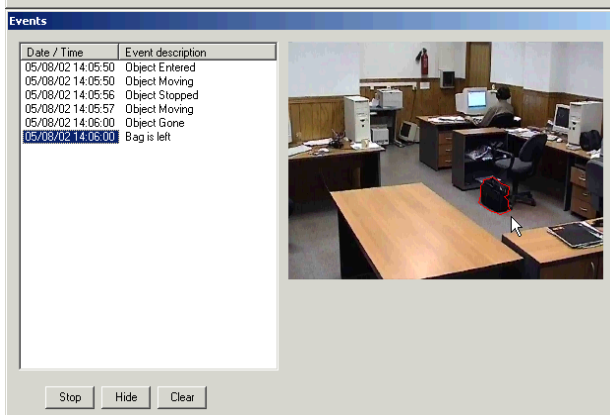 Events
Date / Time Event description
05/08/02 14:05:50 Object Entered
05/08/02 14:05:50 Object Moving
05/08/02 14:05:56 Object Stopped
05/08/02 14:05:57 Object Moving
05/08/02 14:06:00 Object Gone
05/08/02 14:06:00 Bag is left
Stop Hide Clear